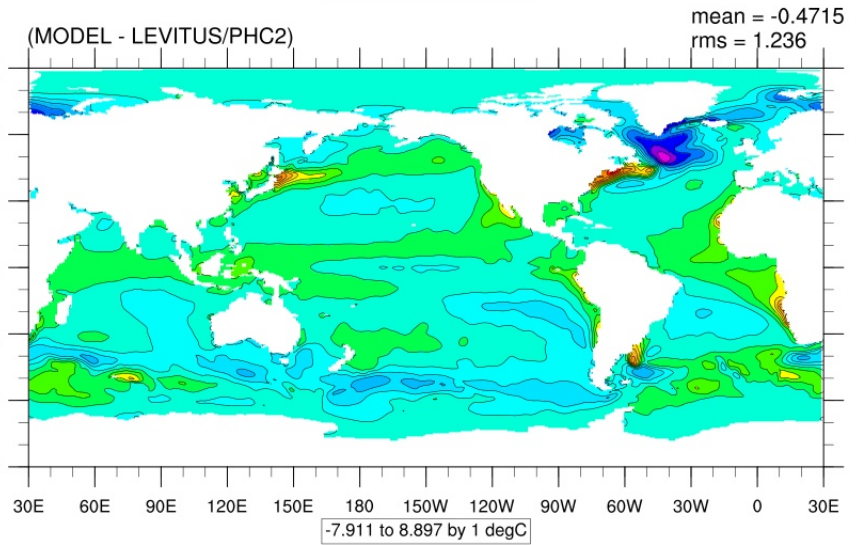 mean = -0.4715
(MODEL - LEVITUS/PHC2)
rms = 1.236
30E 60E 90E 120E 150E 180 150W 120W 90W 60W 30W 0 30E
-7.911 to 8.897 by 1 degC